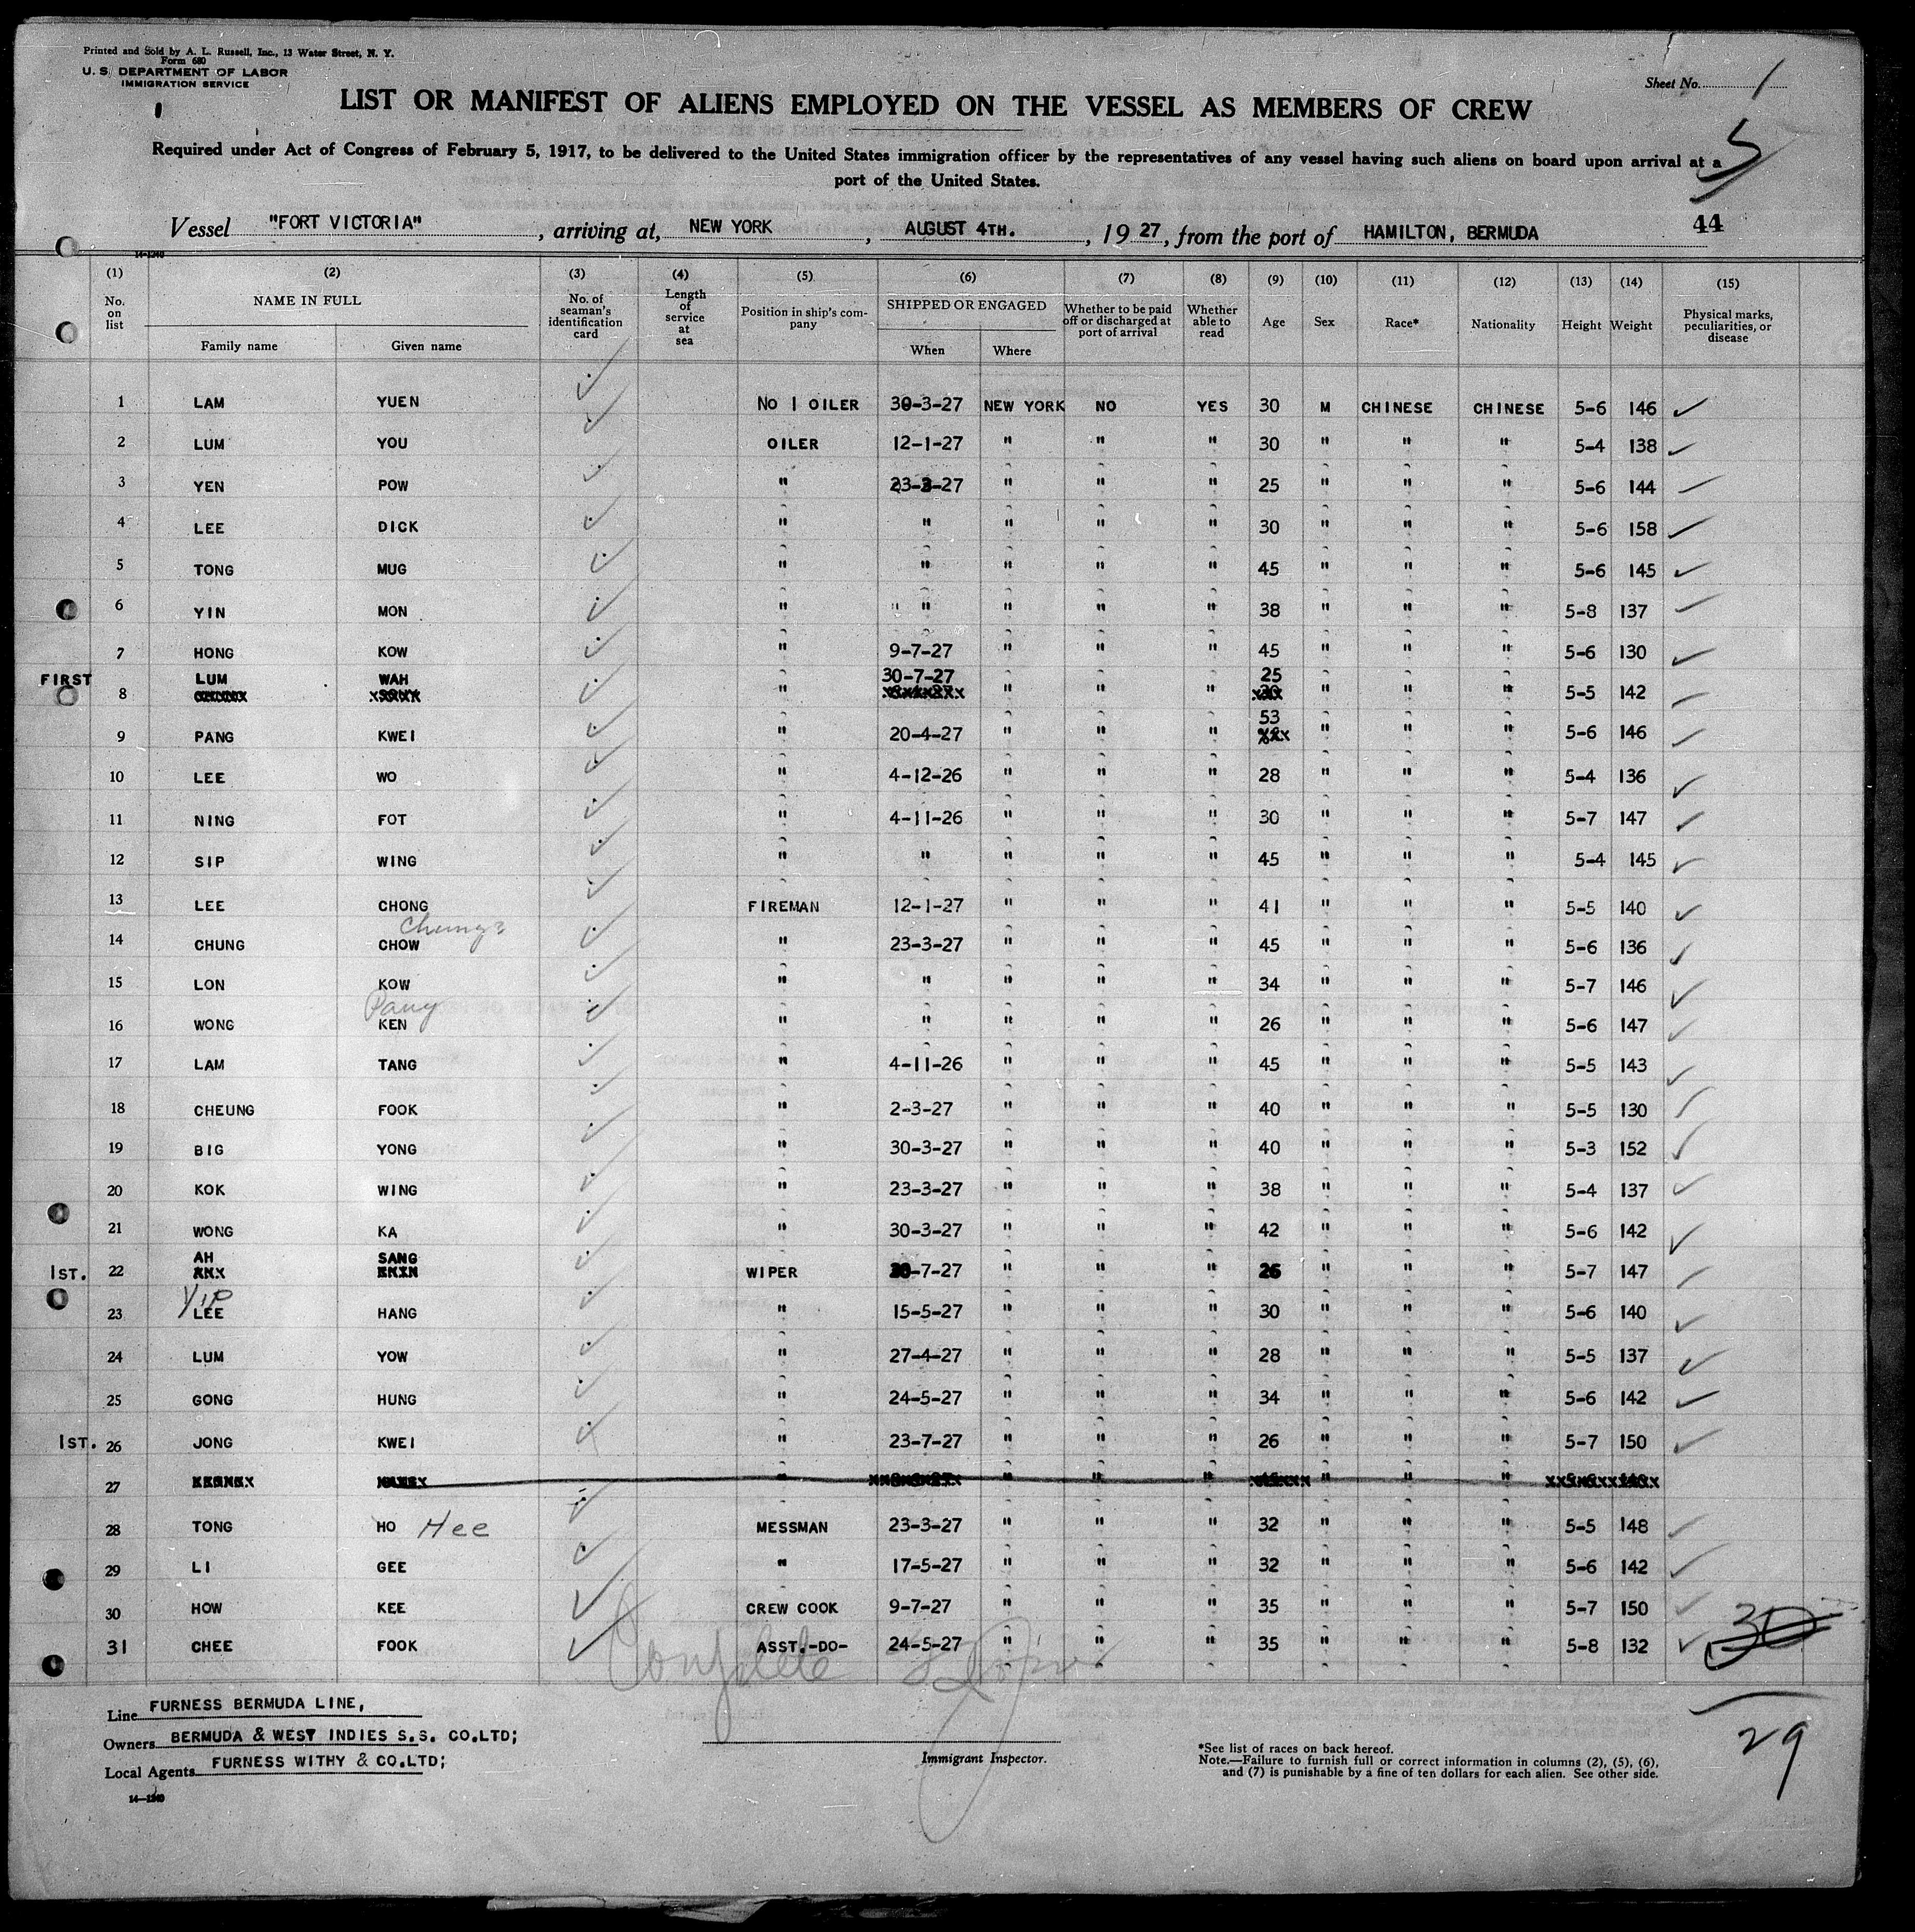 Printed and Sold by A. L. Russell, Inc., 13 Water Street, N. Y.
Form 680
U. S. DEPARTMENT OF LABOR
IMMIGRATION SERVICE
Sheet No. 1
LIST OR MANIFEST OF ALIENS EMPLOYED ON THE VESSEL AS MEMBERS OF CREW
Required under Act of Congress of February 5, 1917, to be delivered to the United States immigration officer by the representatives of any vessel having such aliens on board upon arrival at a
port of the United States.
5
Vessel "FORT VICTORIA", arriving at, NEW YORK, AUGUST 4TH., 1927, from the port of HAMILTON, BERMUDA 44
14-1240
(1) (2) (3) (4) (5) (6) (7) (8) (9) (10) (11) (12) (13) (14) (15)
No. on list NAME IN FULL Family name Given name No. of seaman's identification card Length of service at sea Position in ship's company SHIPPED OR ENGAGED When Where Whether to be paid off or discharged at port of arrival Whether able to read Age Sex Race* Nationality Height Weight Physical marks, peculiarities, or disease
1 LAM YUEN No 1 OILER 30-3-27 NEW YORK NO YES 30 M CHINESE CHINESE 5-6 146
2 LUM YOU OILER 12-1-27 " " " 30 " " " 5-4 138
3 YEN POW " 23-3-27 " " " 25 " " " 5-6 144
4 LEE DICK " " " " " 30 " " " 5-6 158
5 TONG MUG " " " " " 45 " " " 5-6 145
6 YIN MON " " " " " " 38 " " " 5-8 137
7 HONG KOW " 9-7-27 " " " 45 " " " 5-6 130
FIRST 8 LUM WAH " 30-7-27 " " " 25 " " " 5-5 142
9 PANG KWEI " 20-4-27 " " " 53 " " " 5-6 146
10 LEE WO " 4-12-26 " " " 28 " " " 5-4 136
11 NING FOT " 4-11-26 " " " 30 " " " 5-7 147
12 SIP WING " " " " " 45 " " " 5-4 145
13 LEE CHONG FIREMAN 12-1-27 " " " 41 " " " 5-5 140
14 CHUNG CHOW " 23-3-27 " " " 45 " " " 5-6 136
15 LON KOW " " " " " 34 " " " 5-7 146
16 WONG KEN " " " " " 26 " " " 5-6 147
17 LAM TANG " 4-11-26 " " " 45 " " " 5-5 143
18 CHEUNG FOOK " 2-3-27 " " " 40 " " " 5-5 130
19 BIG YONG " 30-3-27 " " " 40 " " " 5-3 152
20 KOK WING " 23-3-27 " " " 38 " " " 5-4 137
21 WONG KA " 30-3-27 " " " 42 " " " 5-6 142
1ST. 22 AH SANG WIPER -7-27 " " " 26 " " " 5-7 147
Yip
23 LEE HANG " 15-5-27 " " " 30 " " " 5-6 140
24 LUM YOW " 27-4-27 " " " 28 " " " 5-5 137
25 GONG HUNG " 24-5-27 " " " 34 " " " 5-6 142
1ST. 26 JONG KWEI " 23-7-27 " " " 26 " " " 5-7 150
27 " " " " " " "
28 TONG HO Hee MESSMAN 23-3-27 " " " 32 " " " 5-5 148
29 LI GEE " 17-5-27 " " " 32 " " " 5-6 142
30 HOW KEE CREW COOK 9-7-27 " " " 35 " " " 5-7 150
31 CHEE FOOK ASST.-DO- 24-5-27 " " " 35 " " " 5-8 132
30
Complete
Line FURNESS BERMUDA LINE,
Owners BERMUDA & WEST INDIES S.S. CO.LTD;
Local Agents FURNESS WITHY & CO.LTD;
14-1240
Immigrant Inspector.
*See list of races on back hereof.
Note.—Failure to furnish full or correct information in columns (2), (5), (6),
and (7) is punishable by a fine of ten dollars for each alien. See other side.
29